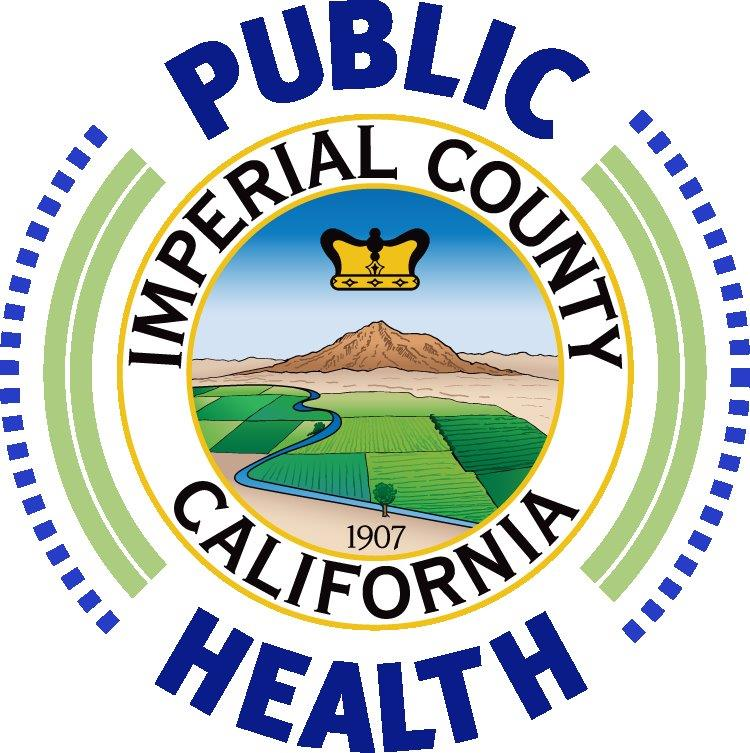 PUBLIC
IMPERIAL COUNTY
1907
CALIFORNIA
HEALTH